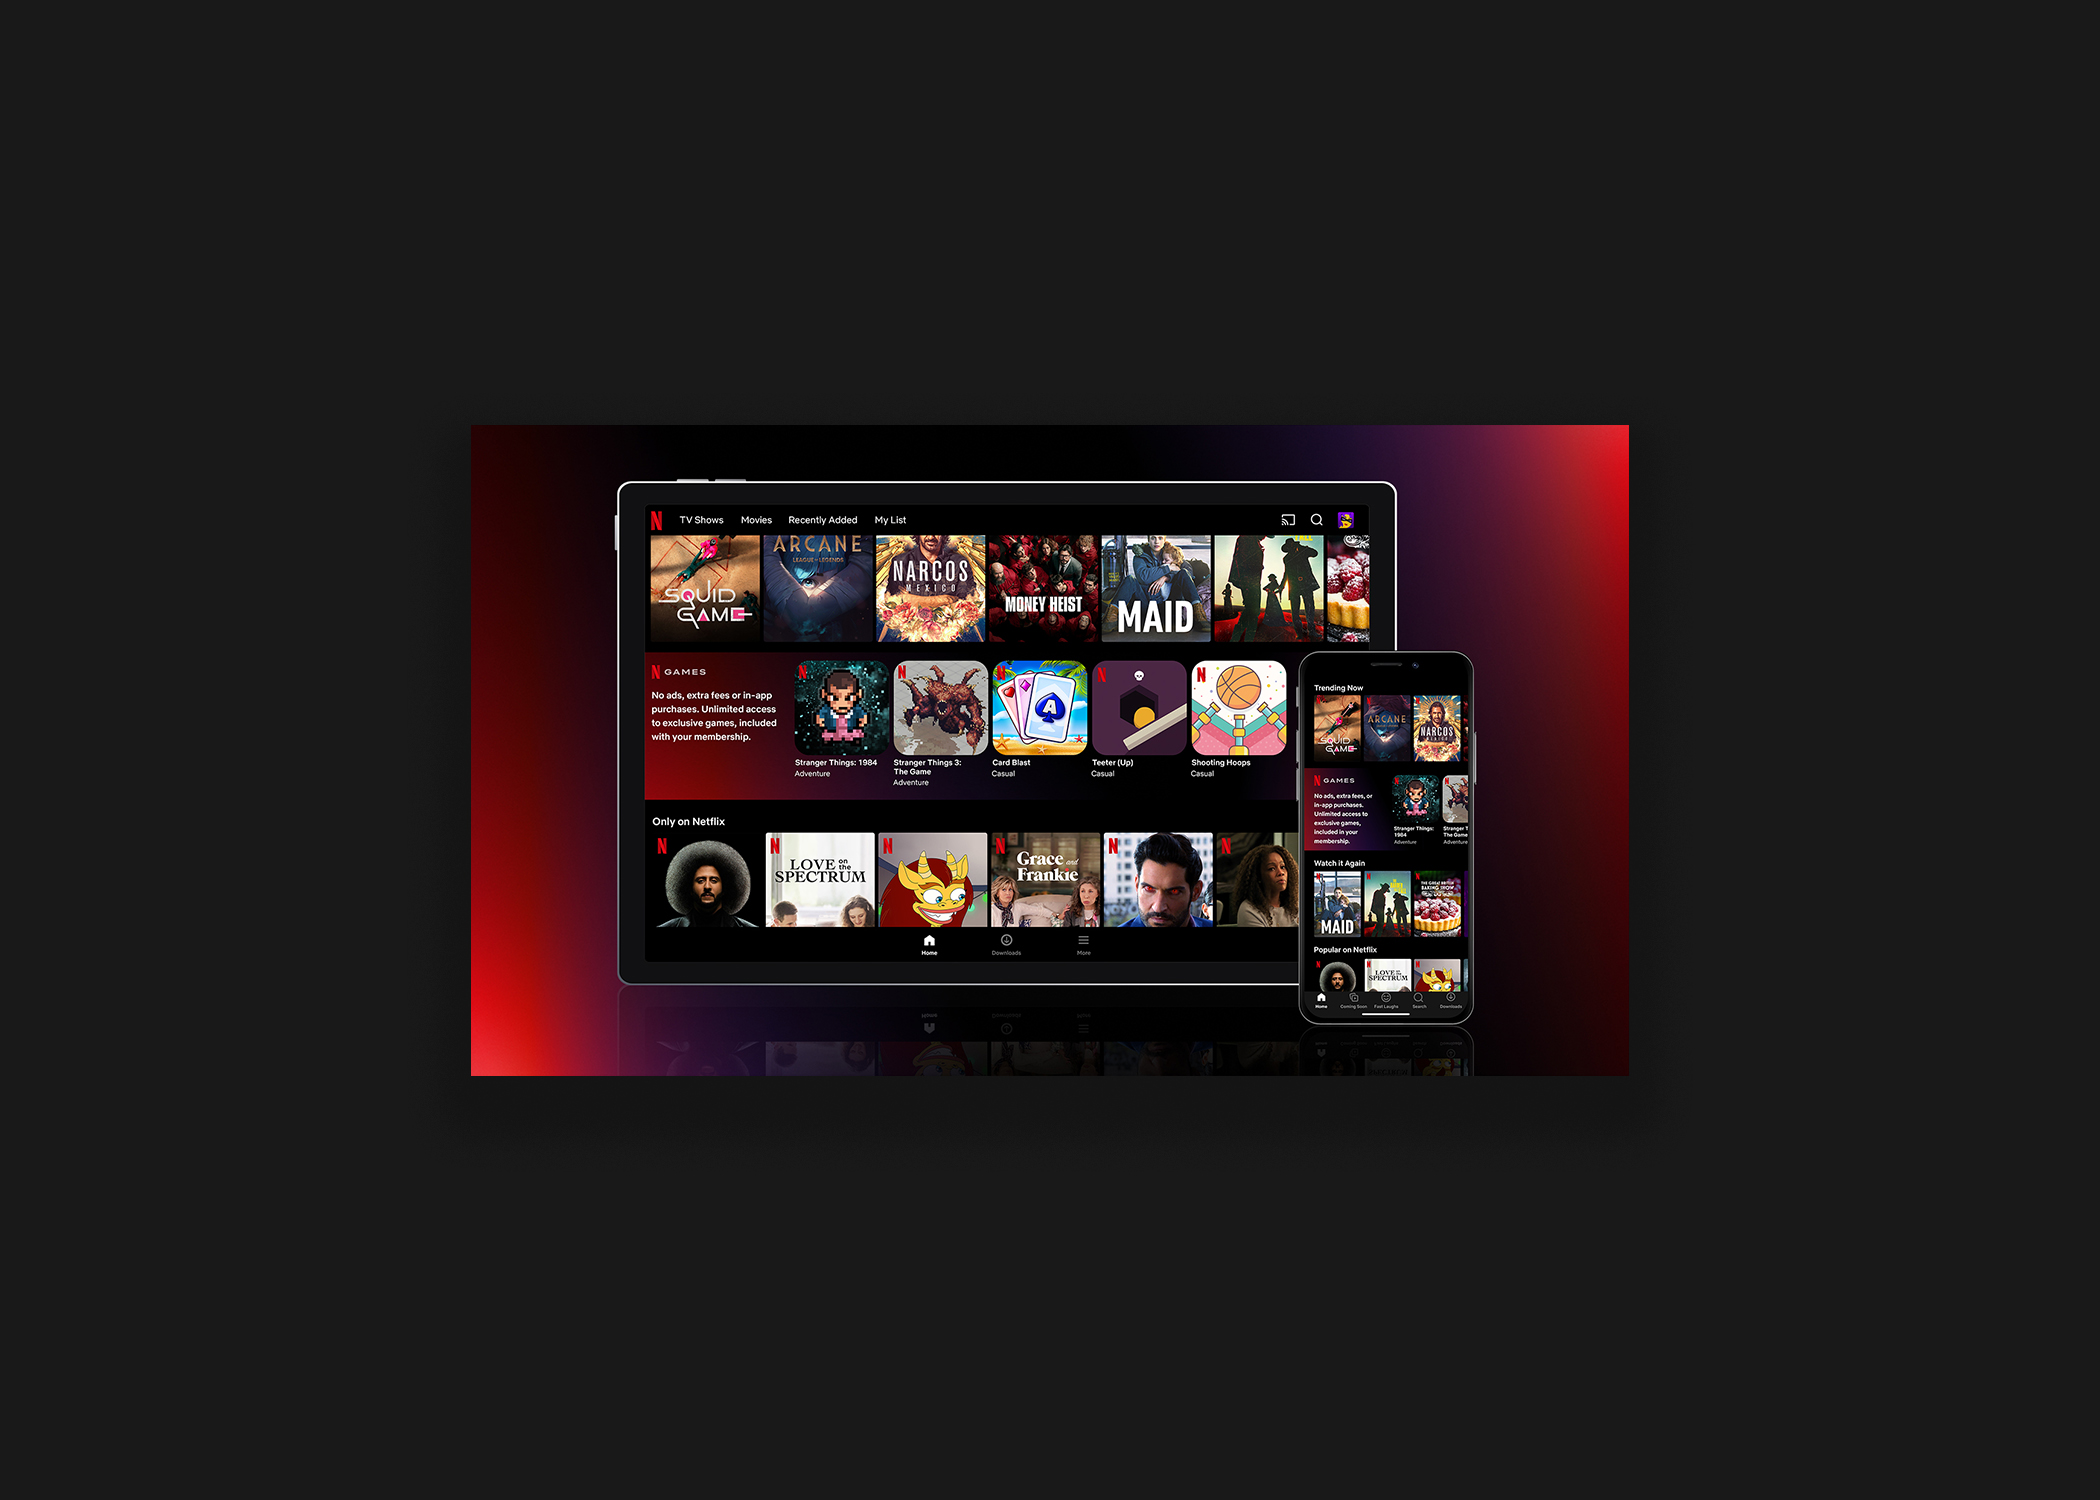 N TV Shows Movies Recently Added My List
SQUID
GAME
ARCANE
LEAGUE OF LEGENDS
NARCOS
MEXICO
MONEY HEIST
MAID
N GAMES
No ads, extra fees or in-app
purchases. Unlimited access
to exclusive games, included
with your membership.
N
N
A
N
N
Stranger Things: 1984
Adventure
Stranger Things 3:
The Game
Adventure
Card Blast
Casual
Teeter (Up)
Casual
Shooting Hoops
Casual
Only on Netflix
N
N
LOVE on
the
SPECTRUM
N
N
Grace and
Frankie
N
N
Home
Downloads
More
Trending Now
SQUID
GAME
ARCANE
NARCOS
MEXICO
N GAMES
No ads, extra fees, or
in-app purchases.
Unlimited access to
exclusive games,
included in your
membership.
Stranger Things:
1984
Adventure
Stranger T
The Game
Adventure
Watch it Again
MAID
THE GREAT BRITISH
BAKING SHOW
Popular on Netflix
LOVE on the
SPECTRUM
Home
Coming Soon
Fast Laughs
Search
Downloads